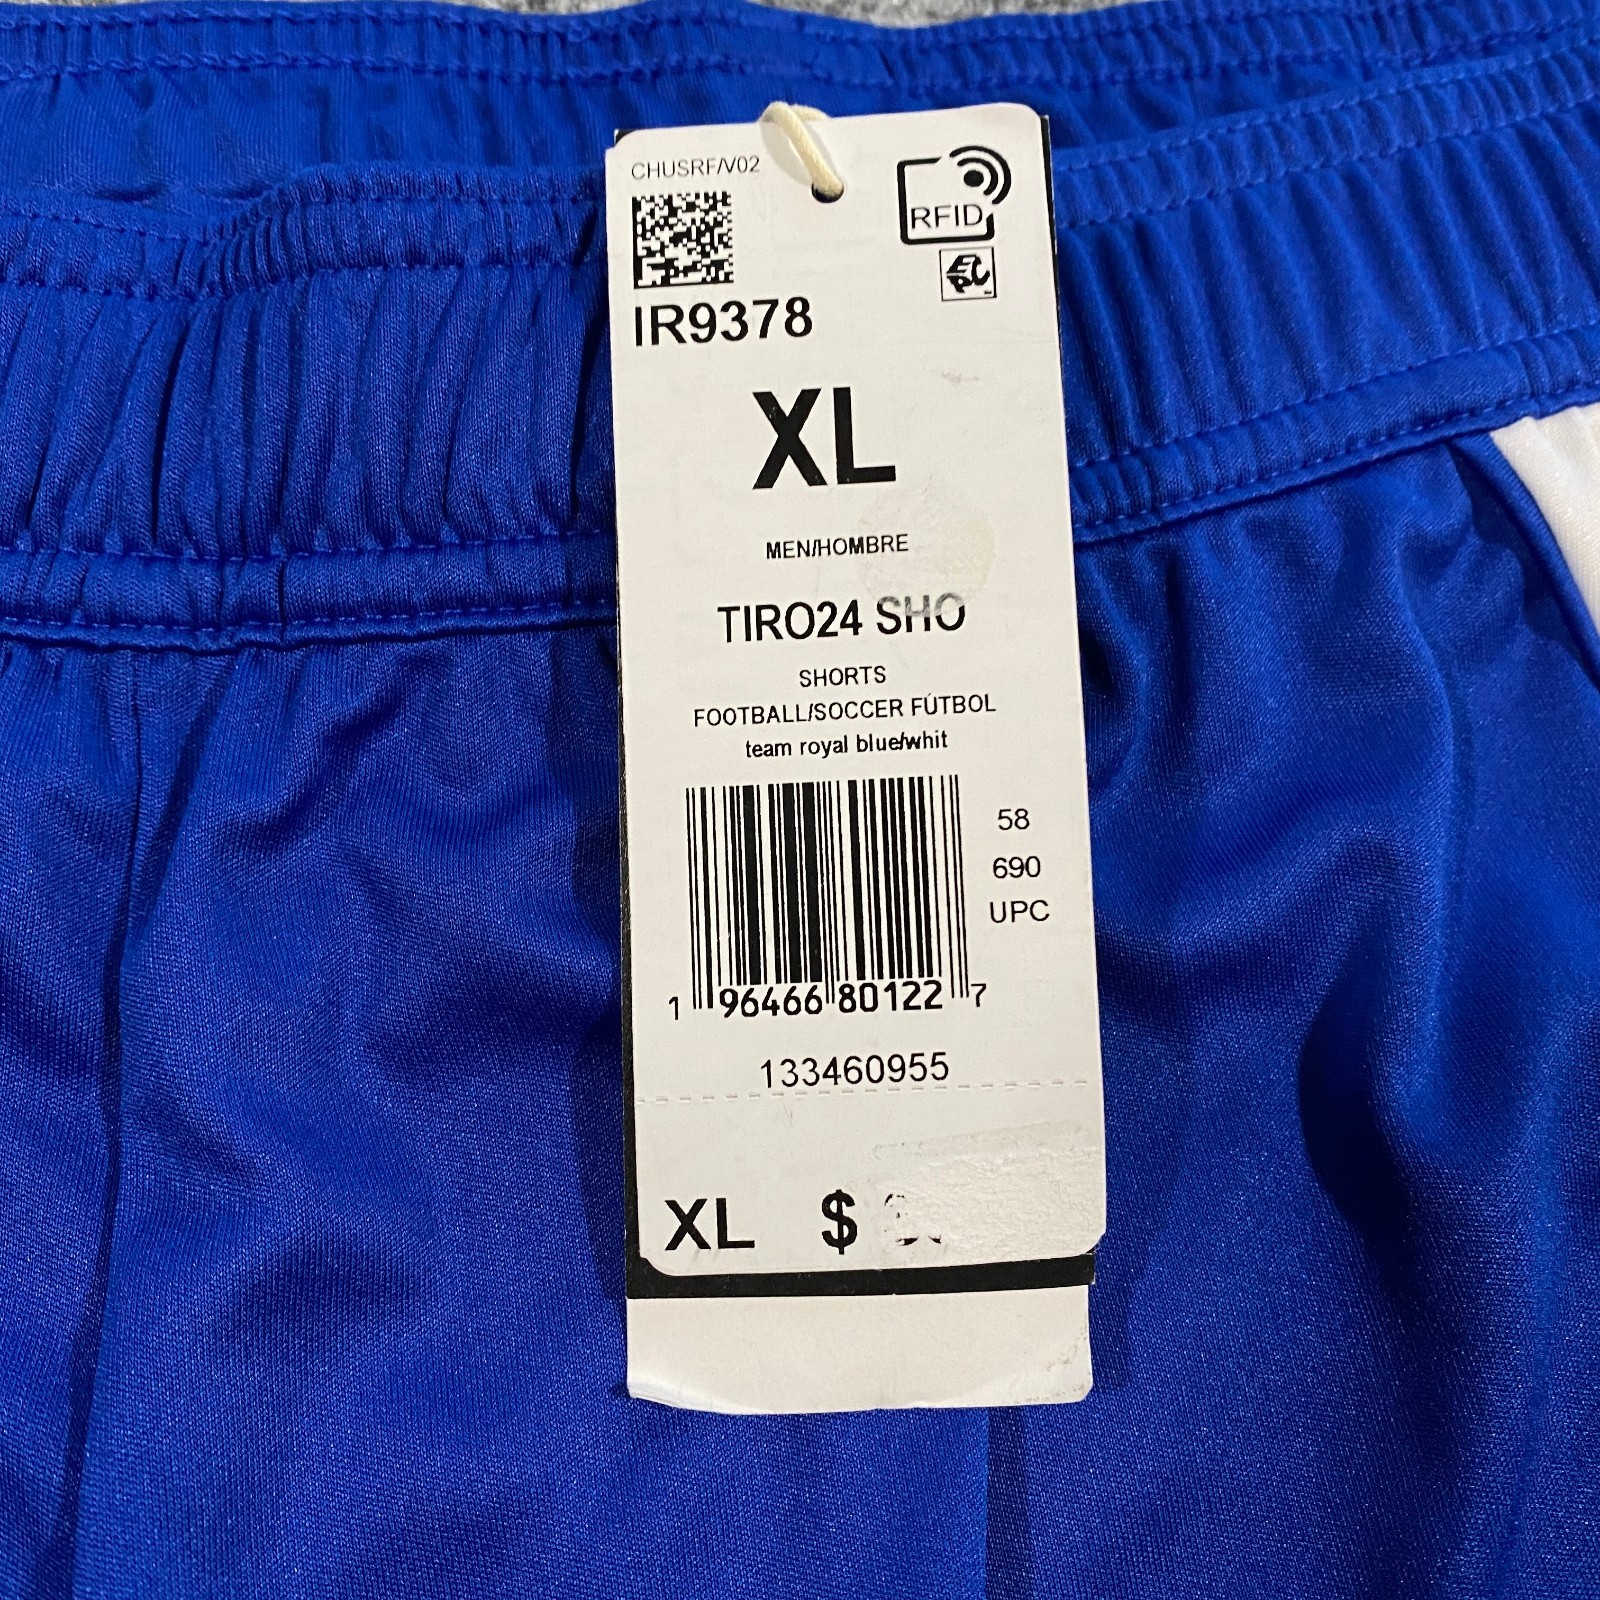 CHUSRF/V02
RFID
IR9378
XL
MEN/HOMBRE
TIRO24 SHO
SHORTS
FOOTBALL/SOCCER FÚTBOL
team royal blue/whit
58
690
UPC
1 96466 80122 7
133460955
XL $